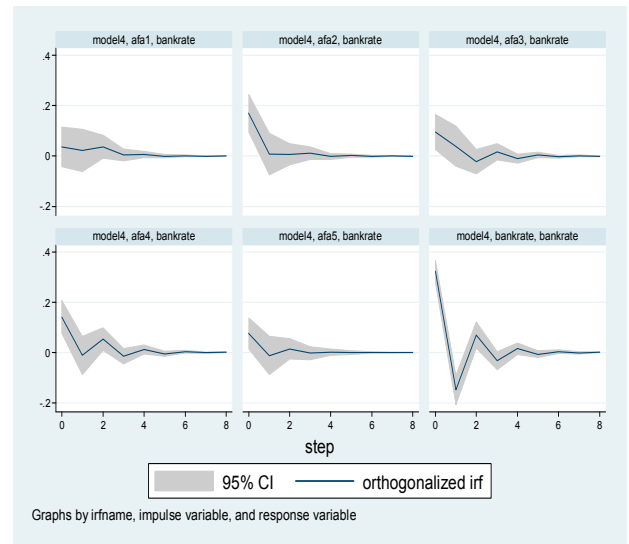 model4, afa1, bankrate
model4, afa2, bankrate
model4, afa3, bankrate
.4
.2
0
-.2
model4, afa4, bankrate
model4, afa5, bankrate
model4, bankrate, bankrate
.4
.2
0
-.2
0 2 4 6 8
0 2 4 6 8
0 2 4 6 8
step
95% CI
orthogonalized irf
Graphs by irfname, impulse variable, and response variable